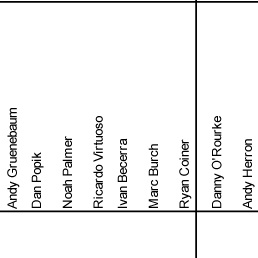 Andy Gruenebaum
Dan Popik
Noah Palmer
Ricardo Virtuoso
Ivan Becerra
Marc Burch
Ryan Coiner
Danny O'Rourke
Andy Herron